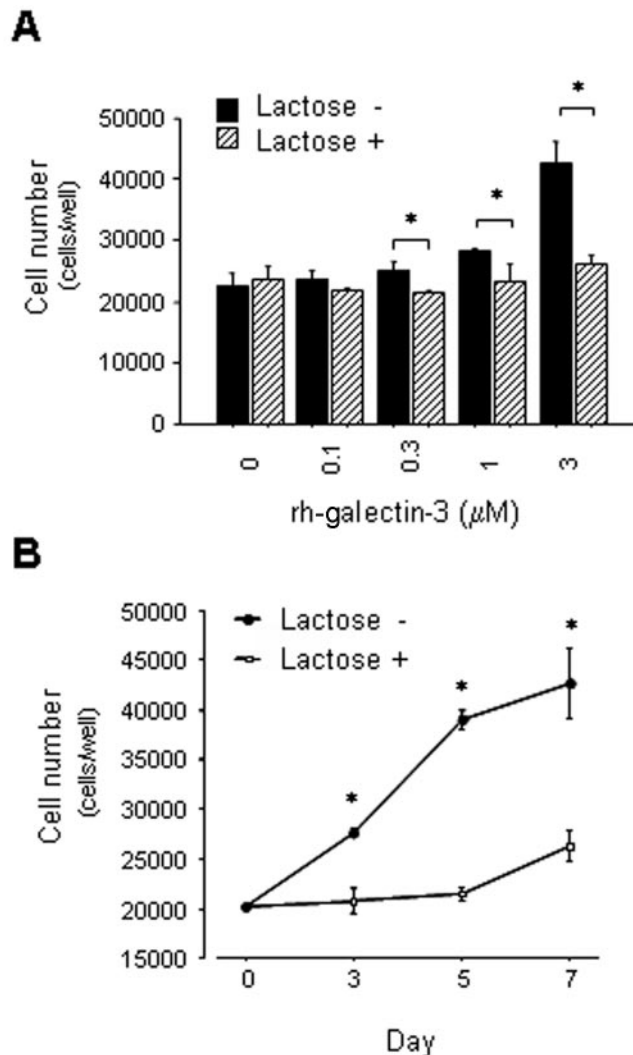 A
50000
40000
30000
20000
10000
0
Cell number
(cells/well)
Lactose -
Lactose +
*
*
*
0
0.1
0.3
1
3
rh-galectin-3 (μM)
B
50000
45000
40000
35000
30000
25000
20000
15000
Cell number
(cells/well)
Lactose -
Lactose +
*
*
*
0 3 5 7
Day